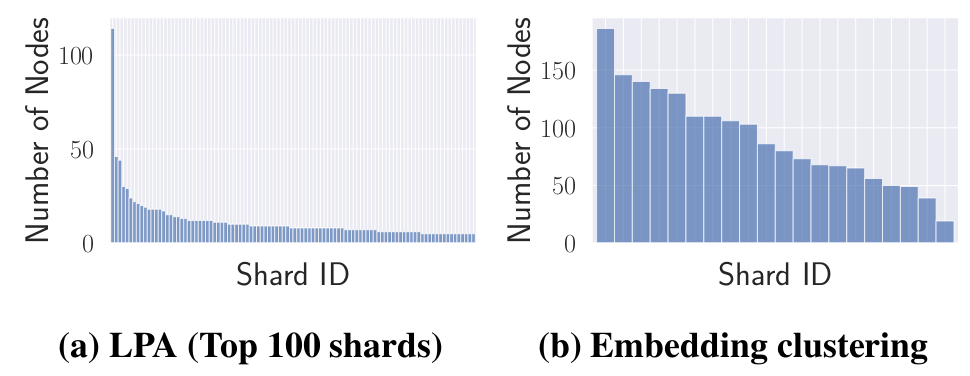 Number of Nodes
100
50
0
Shard ID
(a) LPA (Top 100 shards)
Number of Nodes
150
100
50
0
Shard ID
(b) Embedding clustering